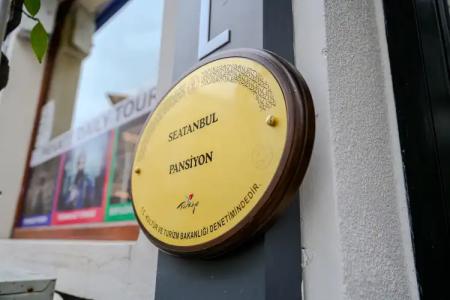 DAILY TOUR
SEATANBUL
PANSİYON
Türkiye
T.C. KÜLTÜR VE TURİZM BAKANLIĞI DENETİMİNDEDİR.